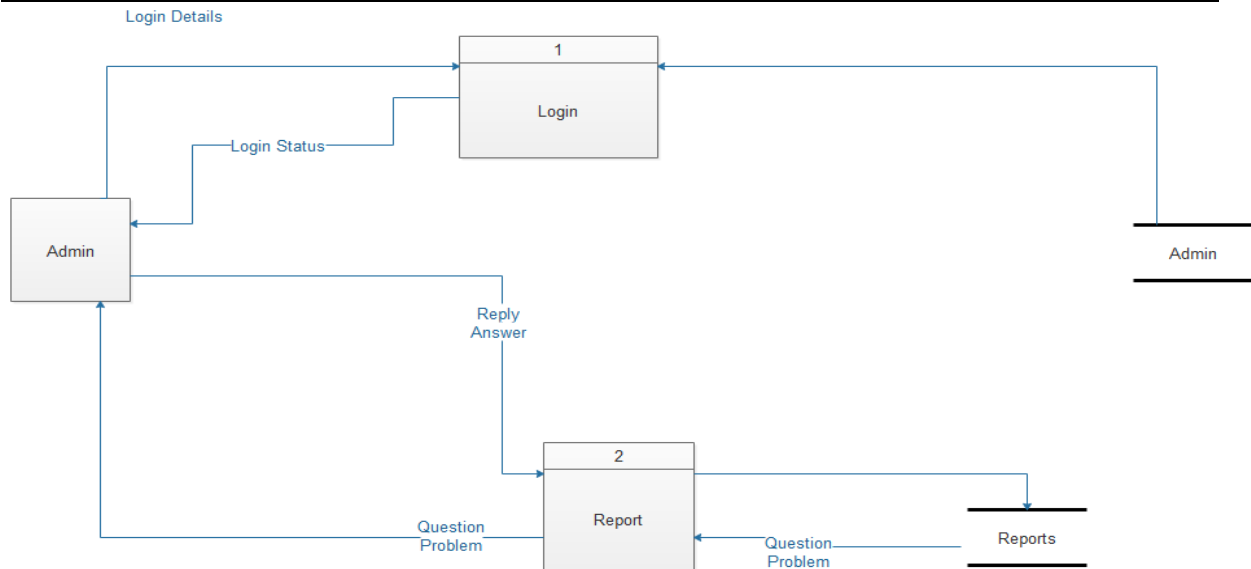 Login Details
1
Login
Login Status
Admin
Admin
Reply
Answer
2
Report
Question
Problem
Question
Problem
Reports